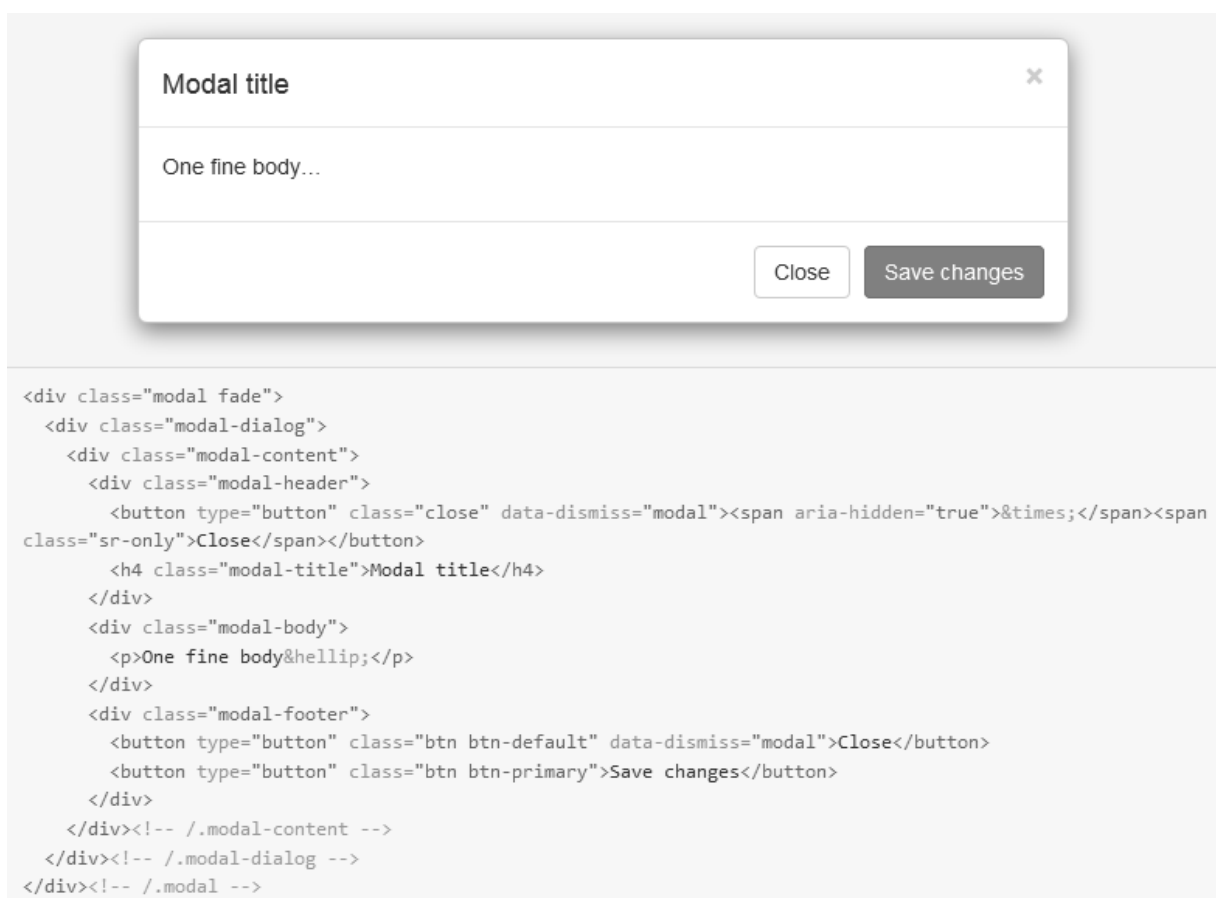 Modal title ×
One fine body…
Close Save changes
<div class="modal fade">
  <div class="modal-dialog">
    <div class="modal-content">
      <div class="modal-header">
        <button type="button" class="close" data-dismiss="modal"><span aria-hidden="true">&times;</span><span
class="sr-only">Close</span></button>
        <h4 class="modal-title">Modal title</h4>
      </div>
      <div class="modal-body">
        <p>One fine body&hellip;</p>
      </div>
      <div class="modal-footer">
        <button type="button" class="btn btn-default" data-dismiss="modal">Close</button>
        <button type="button" class="btn btn-primary">Save changes</button>
      </div>
    </div><!-- /.modal-content -->
  </div><!-- /.modal-dialog -->
</div><!-- /.modal -->